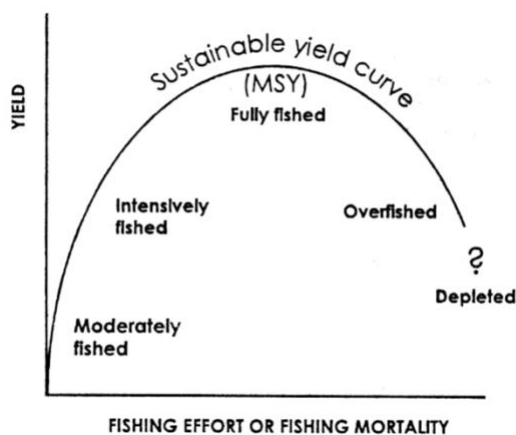 Sustainable yield curve
(MSY)
Fully fished
YIELD
Intensively
fished
Overfished
?
Depleted
Moderately
fished
FISHING EFFORT OR FISHING MORTALITY